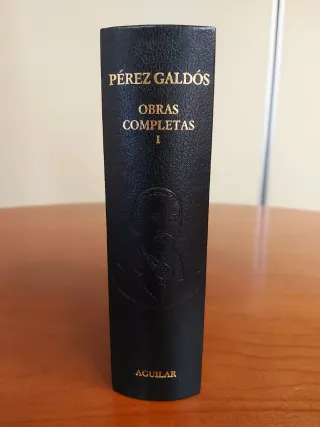 PÉREZ GALDÓS
OBRAS
COMPLETAS
I
AGUILAR